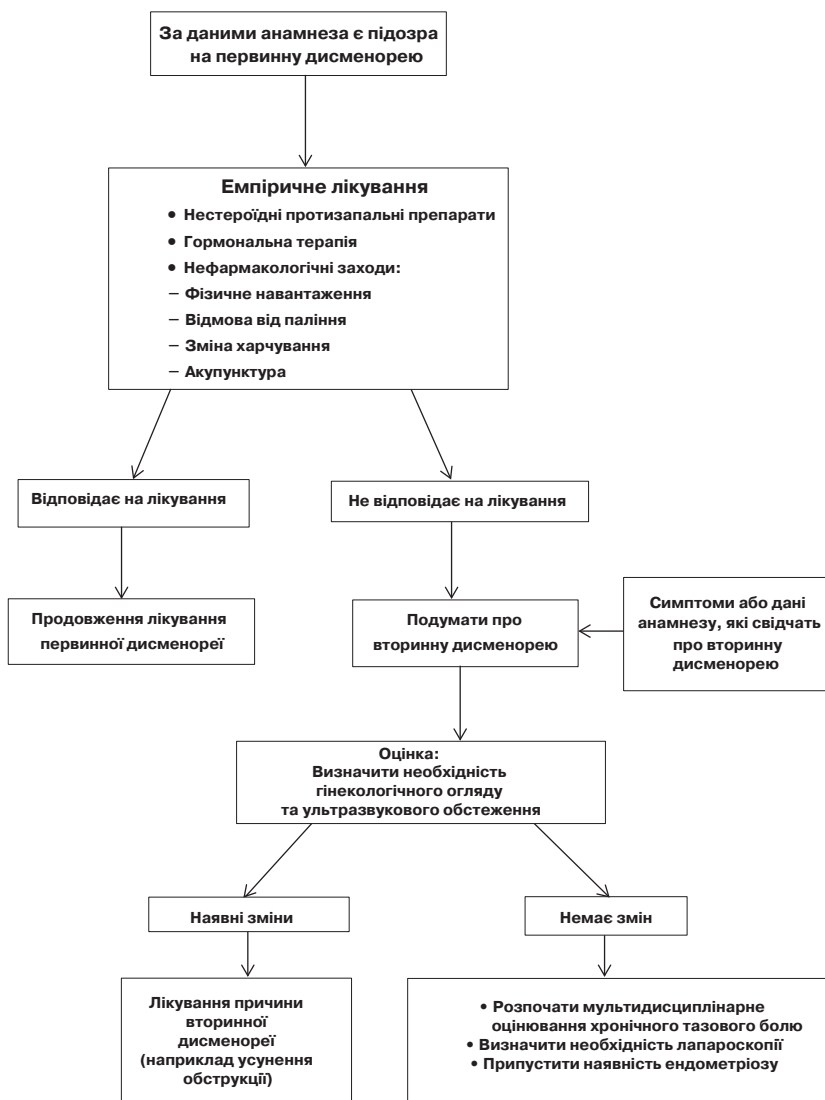 За даними анамнеза є підозра
на первинну дисменорею
Емпіричне лікування
• Нестероїдні протизапальні препарати
• Гормональна терапія
• Нефармакологічні заходи:
– Фізичне навантаження
– Відмова від паління
– Зміна харчування
– Акупунктура
Відповідає на лікування
Не відповідає на лікування
Продовження лікування
первинної дисменореї
Подумати про
вторинну дисменорею
Симптоми або дані
анамнезу, які свідчать
про вторинну
дисменорею
Оцінка:
Визначити необхідність
гінекологічного огляду
та ультразвукового обстеження
Наявні зміни
Немає змін
Лікування причини
вторинної
дисменореї
(наприклад усунення
обструкції)
• Розпочати мультидисциплінарне
оцінювання хронічного тазового болю
• Визначити необхідність лапароскопії
• Припустити наявність ендометріозу